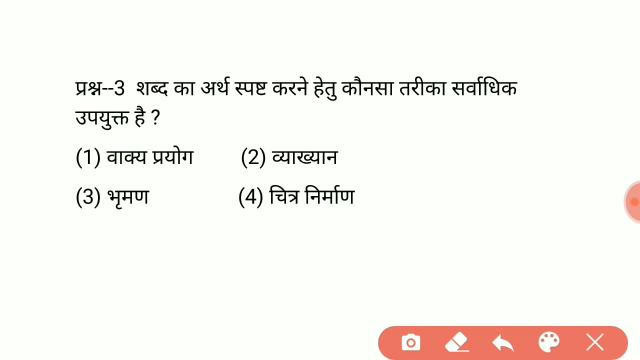 प्रश्न--3 शब्द का अर्थ स्पष्ट करने हेतु कौनसा तरीका सर्वाधिक
उपयुक्त है ?
(1) वाक्य प्रयोग (2) व्याख्यान
(3) भृमण (4) चित्र निर्माण